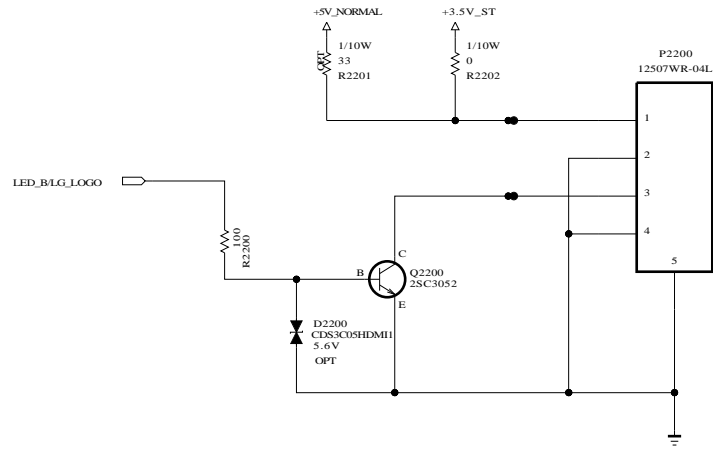 +5V_NORMAL
+3.5V_ST
OPT
1/10W
33
R2201
1/10W
0
R2202
P2200
12507WR-04L
1
2
3
4
5
LED_B/LG_LOGO
100
R2200
B
C
E
Q2200
2SC3052
D2200
CDS3C05HDMI1
5.6V
OPT